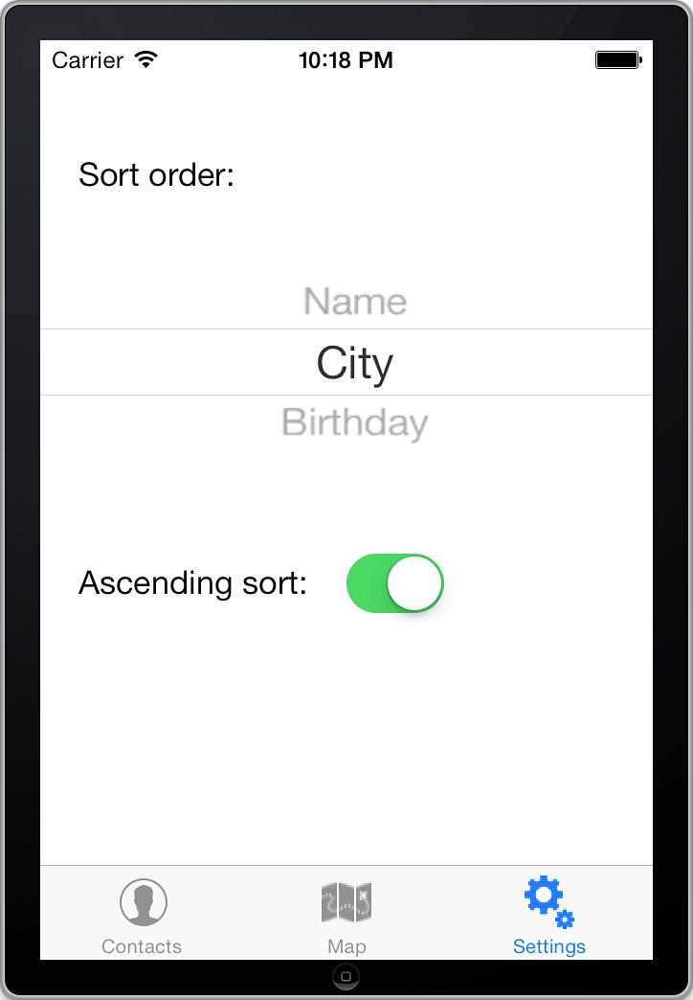 Carrier 10:18 PM
Sort order:
Name
City
Birthday
Ascending sort:
Contacts Map Settings